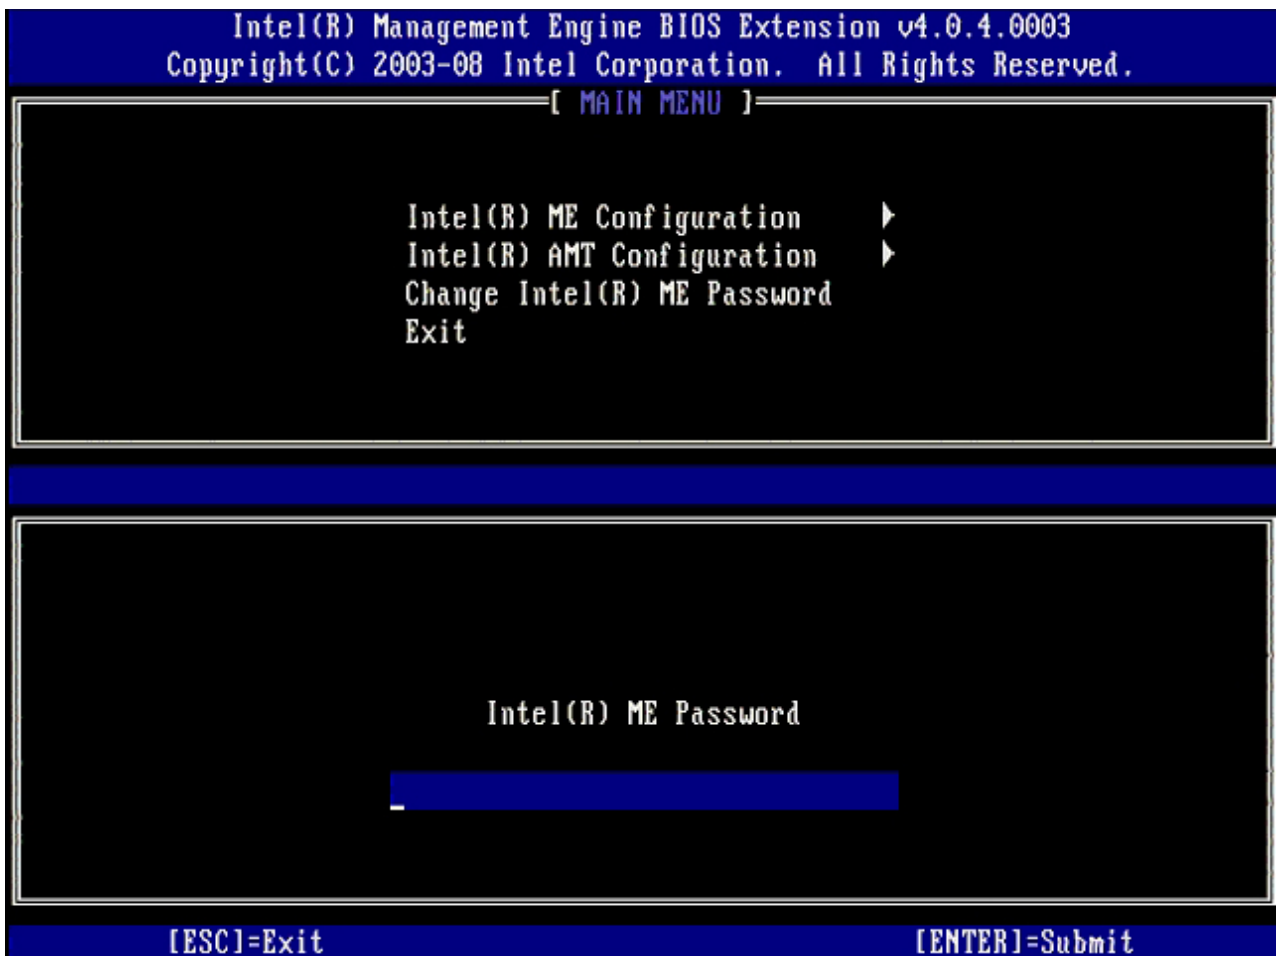 Intel(R) Management Engine BIOS Extension v4.0.4.0003
Copyright(C) 2003-08 Intel Corporation. All Rights Reserved.
[ MAIN MENU ]
Intel(R) ME Configuration
Intel(R) AMT Configuration
Change Intel(R) ME Password
Exit
Intel(R) ME Password
[ESC]=Exit [ENTER]=Submit